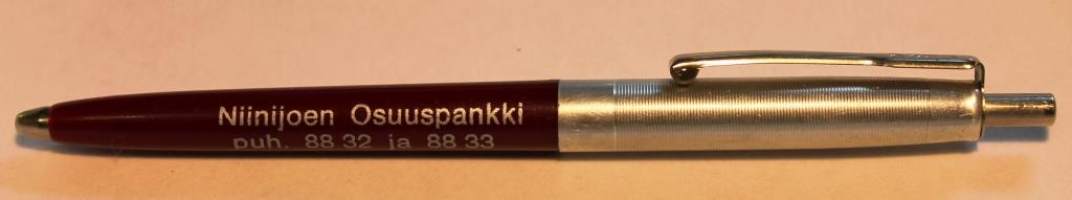 Niinijoen Osuuspankki
puh. 88 32 ja 88 33